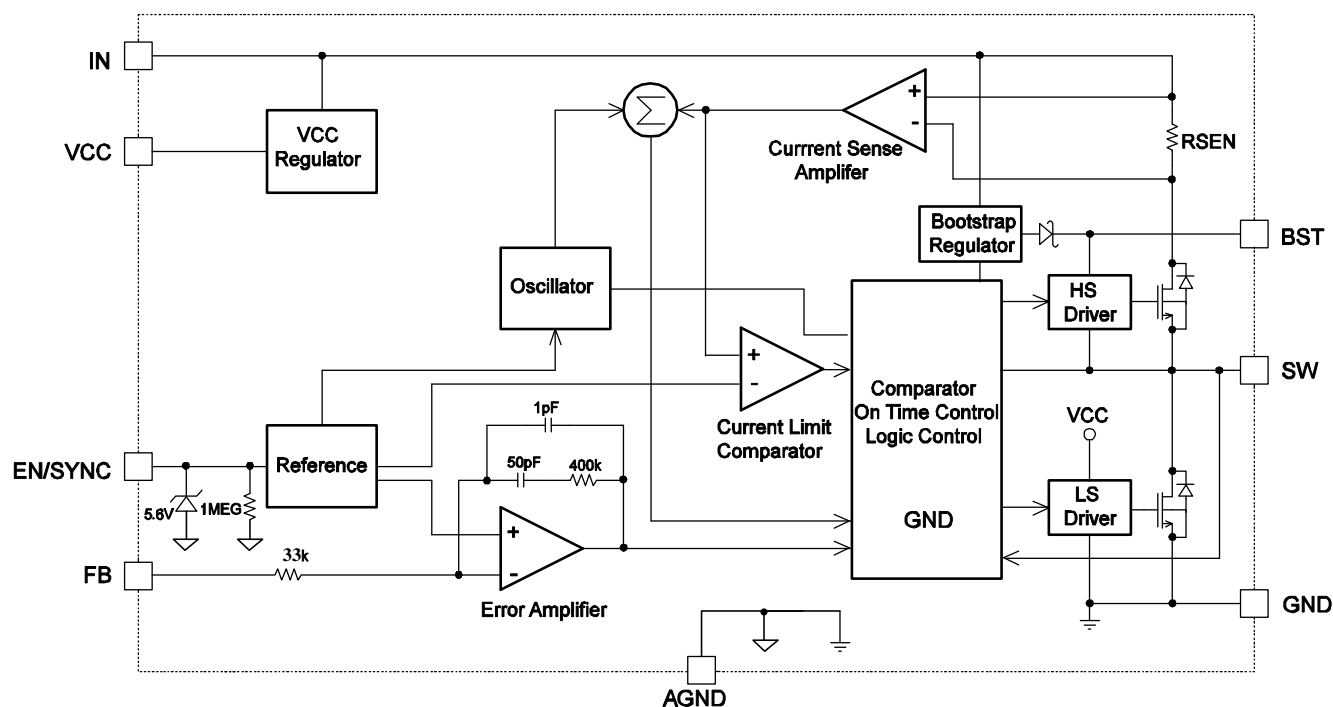 IN
VCC
Regulator
VCC
Σ
+
-
Currrent Sense
Amplifer
RSEN
Bootstrap
Regulator
BST
Oscillator
HS
Driver
+
-
Current Limit
Comparator
Comparator
On Time Control
Logic Control
GND
SW
VCC
1pF
50pF
400k
EN/SYNC
Reference
5.6V
1MEG
LS
Driver
+
-
Error Amplifier
FB
33k
GND
AGND